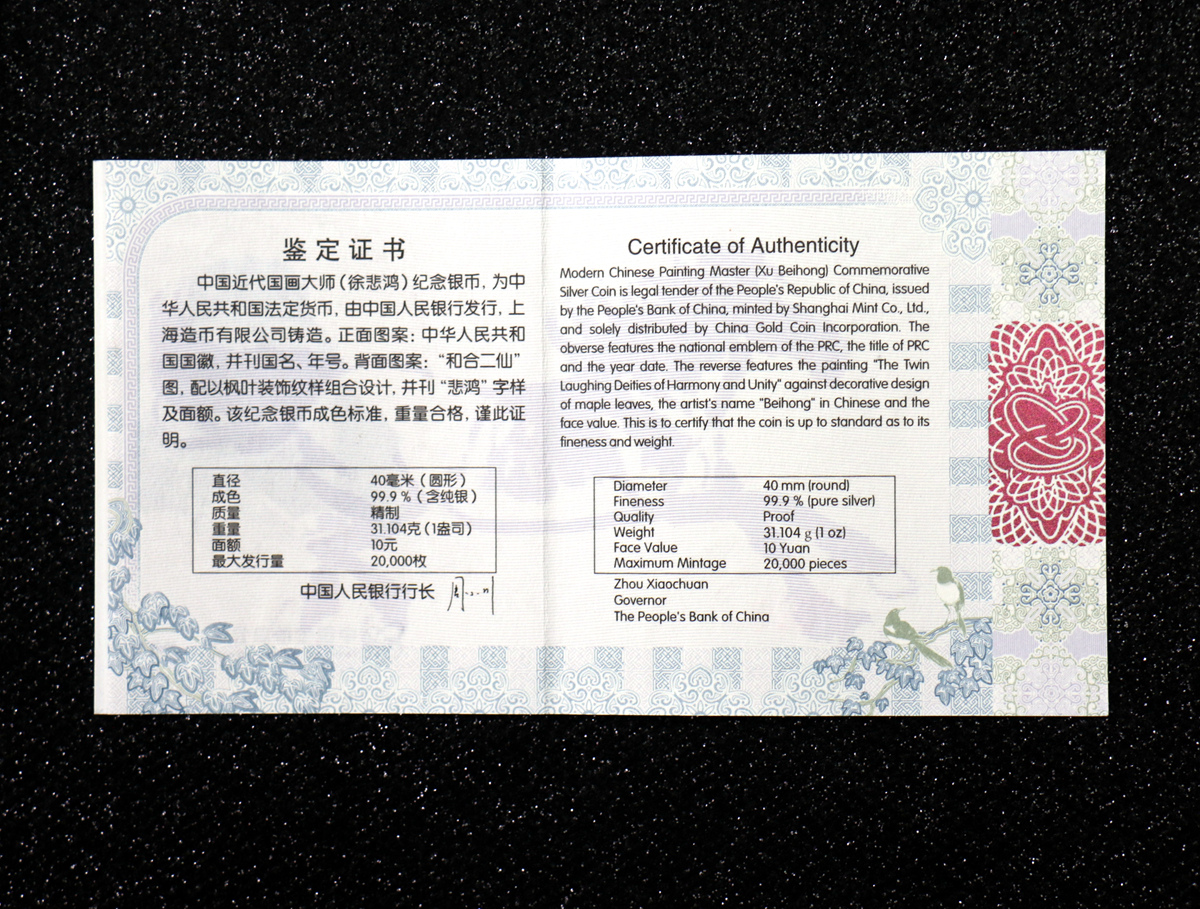 鉴定证书
中国近代国画大师（徐悲鸿）纪念银币，为中
华人民共和国法定货币，由中国人民银行发行，上
海造币有限公司铸造。正面图案：中华人民共和
国国徽，并刊国名、年号。背面图案：“和合二仙”
图，配以枫叶装饰纹样组合设计，并刊“悲鸿”字样
及面额。该纪念银币成色标准，重量合格，谨此证
明。
直径 40毫米（圆形）
成色 99.9％（含纯银）
质量 精制
重量 31.104克（1盎司）
面额 10元
最大发行量 20,000枚
中国人民银行行长
Certificate of Authenticity
Modern Chinese Painting Master (Xu Beihong) Commemorative
Silver Coin is legal tender of the People's Republic of China, issued
by the People's Bank of China, minted by Shanghai Mint Co., Ltd.,
and solely distributed by China Gold Coin Incorporation. The
obverse features the national emblem of the PRC, the title of PRC
and the year date. The reverse features the painting "The Twin
Laughing Deities of Harmony and Unity" against decorative design
of maple leaves, the artist's name "Beihong" in Chinese and the
face value. This is to certify that the coin is up to standard as to its
fineness and weight.
Diameter 40 mm (round)
Fineness 99.9 % (pure silver)
Quality Proof
Weight 31.104 g (1 oz)
Face Value 10 Yuan
Maximum Mintage 20,000 pieces
Zhou Xiaochuan
Governor
The People's Bank of China